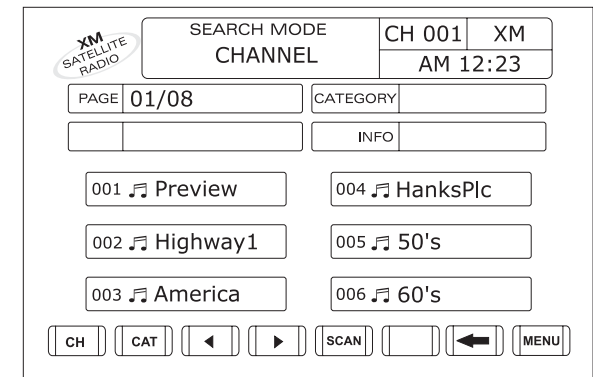 XM
SATELLITE
RADIO
SEARCH MODE
CHANNEL
CH 001
XM
AM 12:23
PAGE 01/08
CATEGORY
INFO
001 ♫ Preview
004 ♫ HanksPlc
002 ♫ Highway1
005 ♫ 50's
003 ♫ America
006 ♫ 60's
CH
CAT
SCAN
MENU